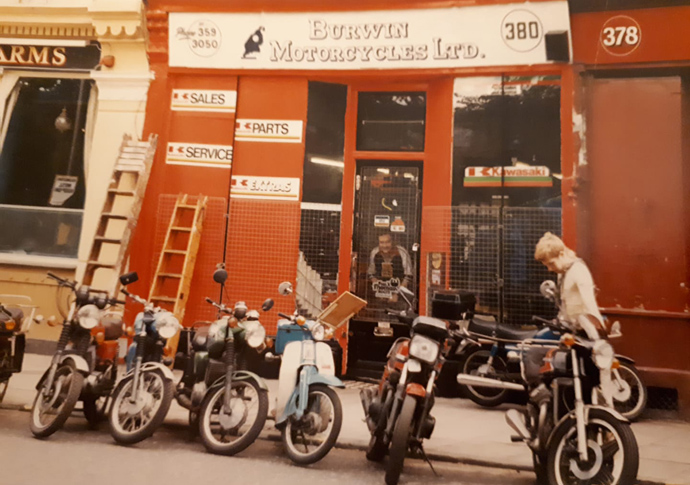 ARMS
Phone 359
3050
BURWIN
MOTORCYCLES LTD.
380
378
SALES
PARTS
SERVICE
EXTRAS
Kawasaki